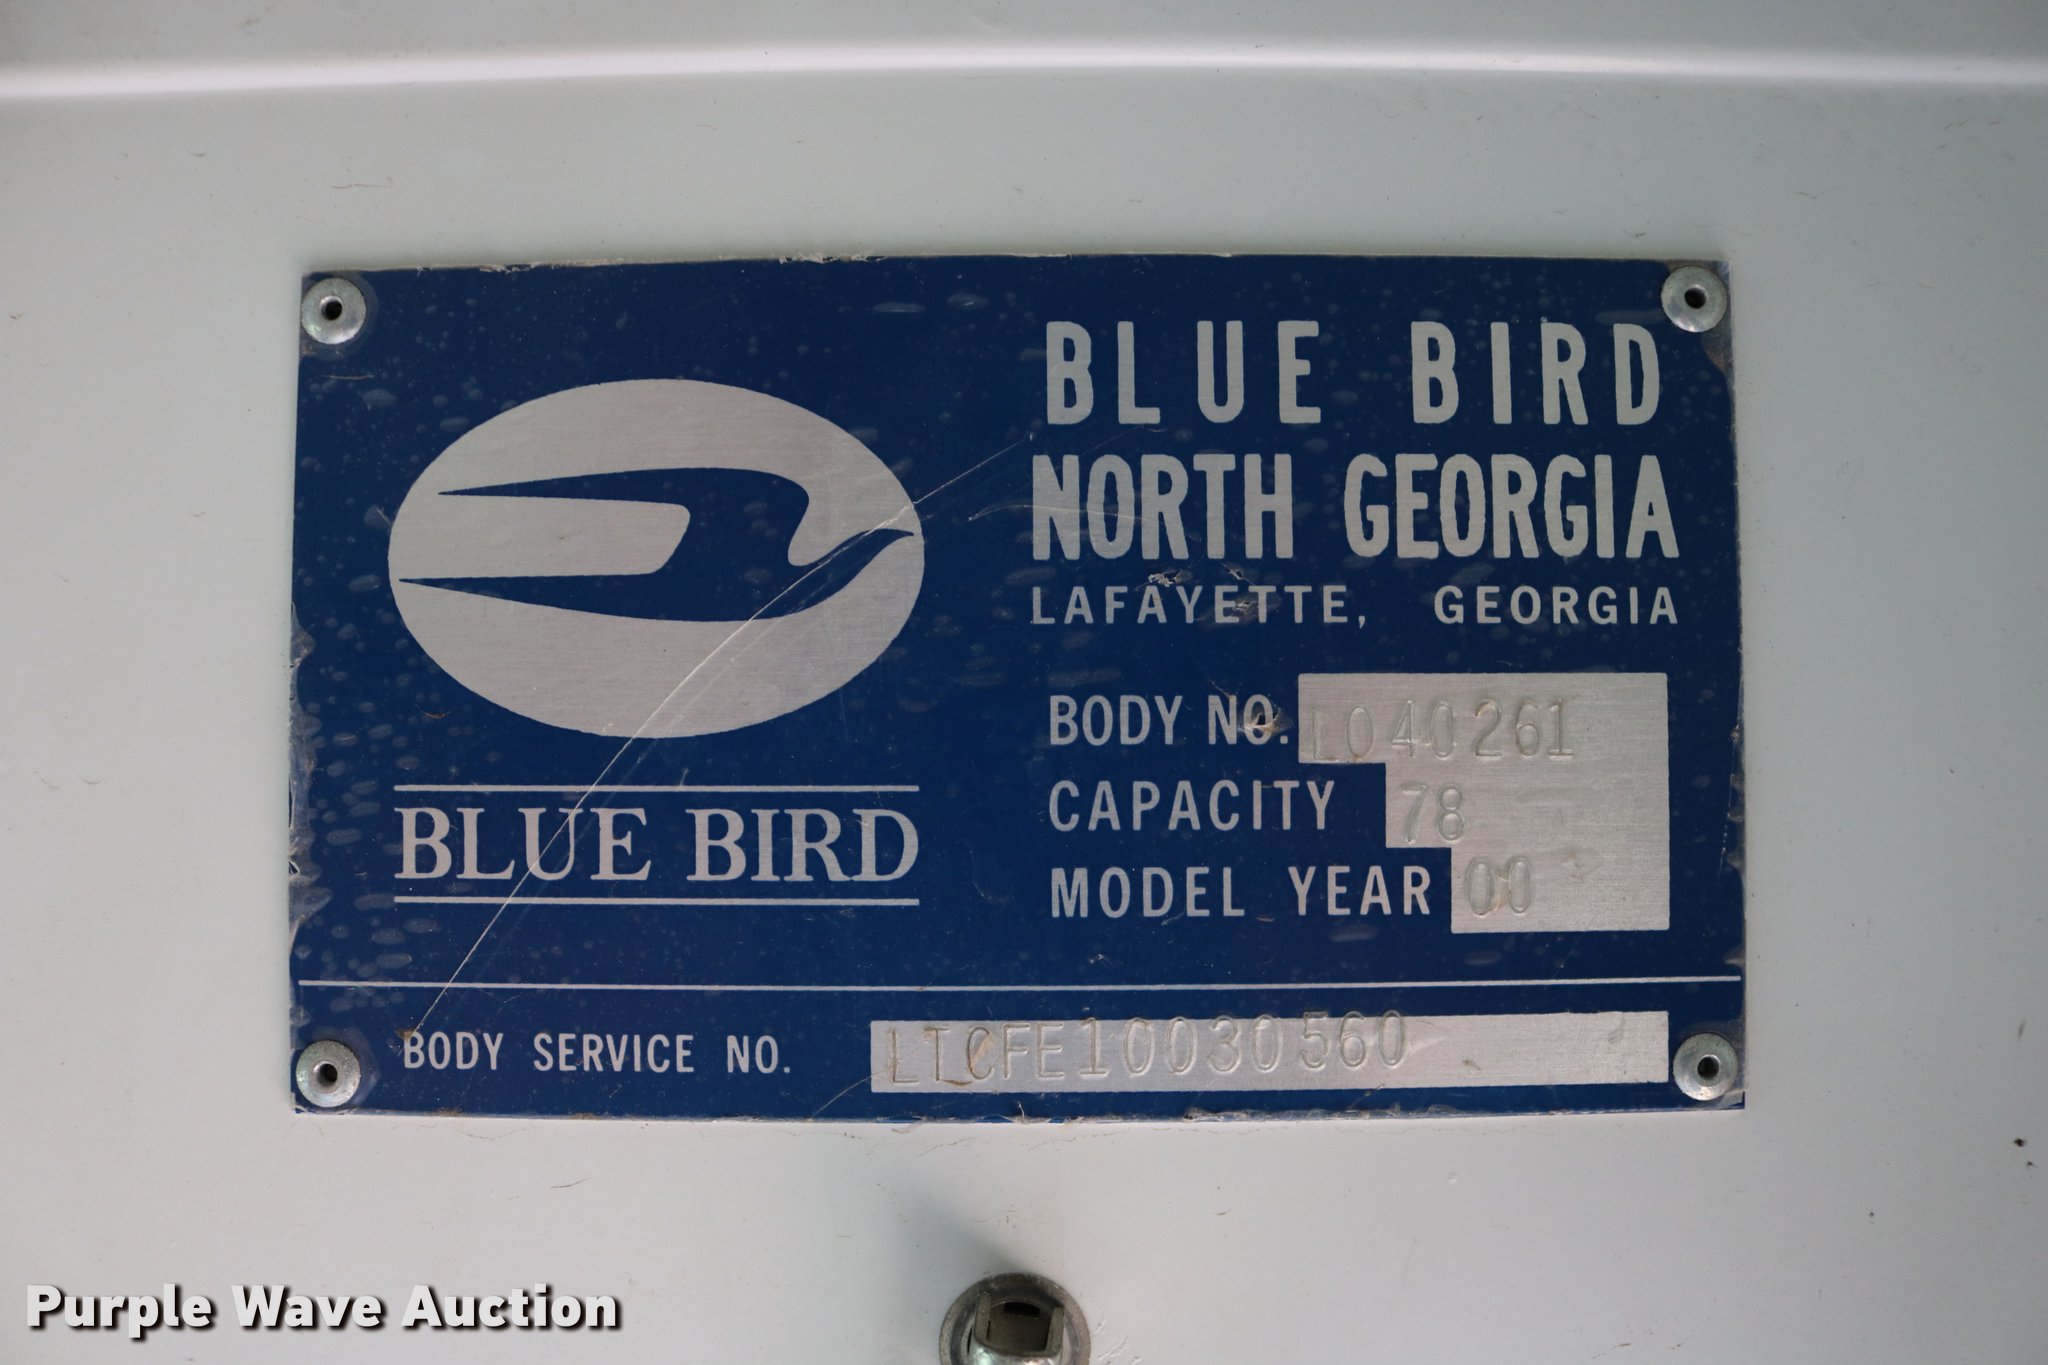 BLUE BIRD
NORTH GEORGIA
LAFAYETTE, GEORGIA
BODY NO. L040261
CAPACITY 78
MODEL YEAR 00
BLUE BIRD
BODY SERVICE NO. LTCFE10030560
Purple Wave Auction